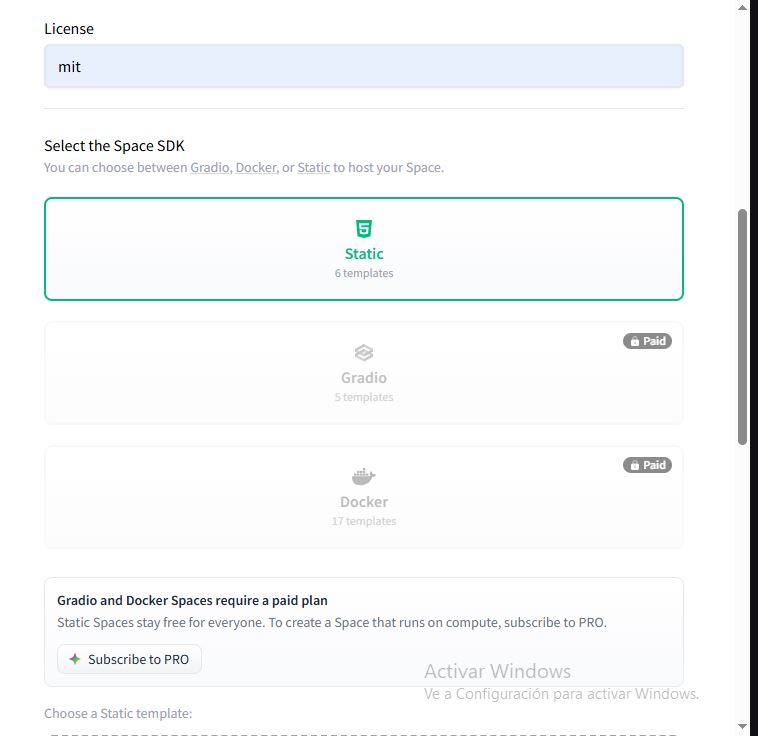 License
mit
Select the Space SDK
You can choose between Gradio, Docker, or Static to host your Space.
Static
6 templates
Paid
Gradio
5 templates
Paid
Docker
17 templates
Gradio and Docker Spaces require a paid plan
Static Spaces stay free for everyone. To create a Space that runs on compute, subscribe to PRO.
Subscribe to PRO
Activar Windows
Ve a Configuración para activar Windows.
Choose a Static template: